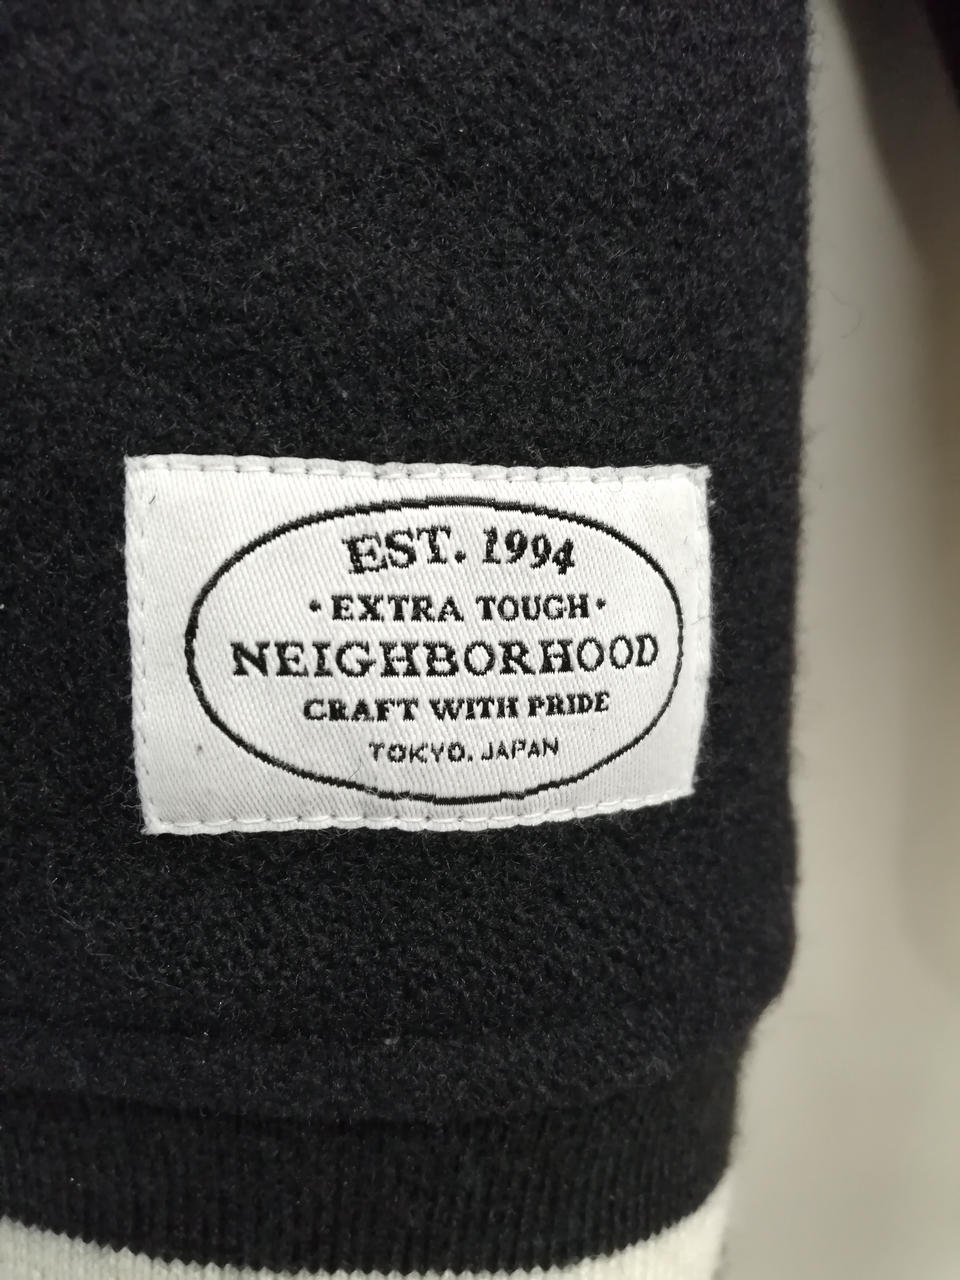 EST. 1994
•EXTRA TOUGH•
NEIGHBORHOOD
CRAFT WITH PRIDE
TOKYO. JAPAN